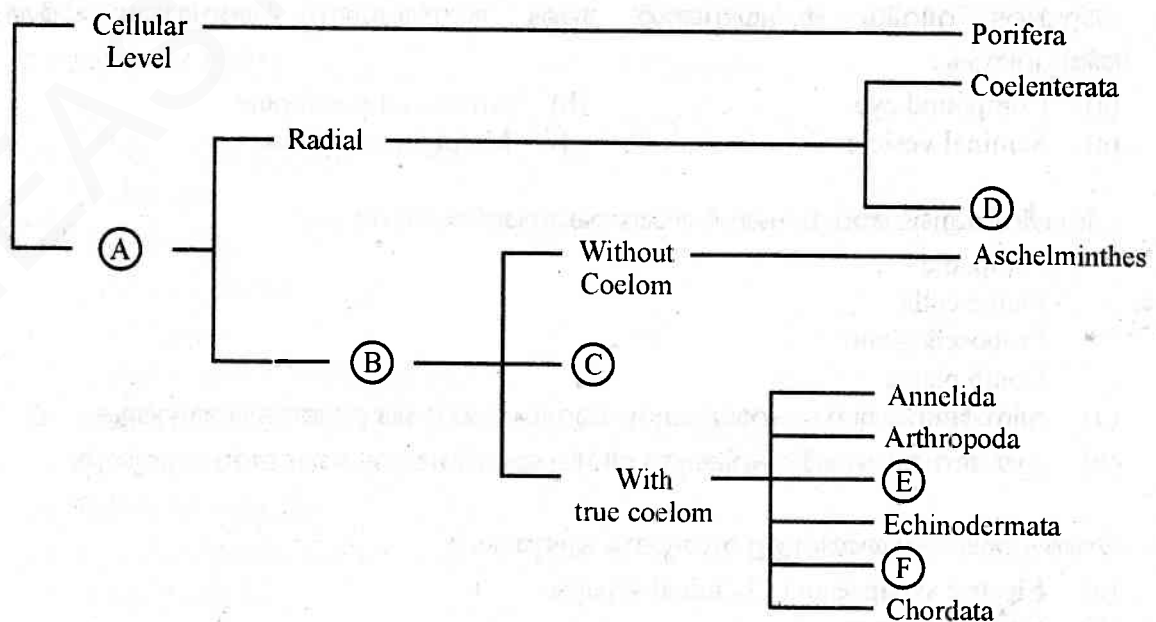 Cellular
Level
Porifera
Coelenterata
Radial
D
A
Without
Coelom
Aschelminthes
B
C
Annelida
Arthropoda
With
true coelom
E
Echinodermata
F
Chordata